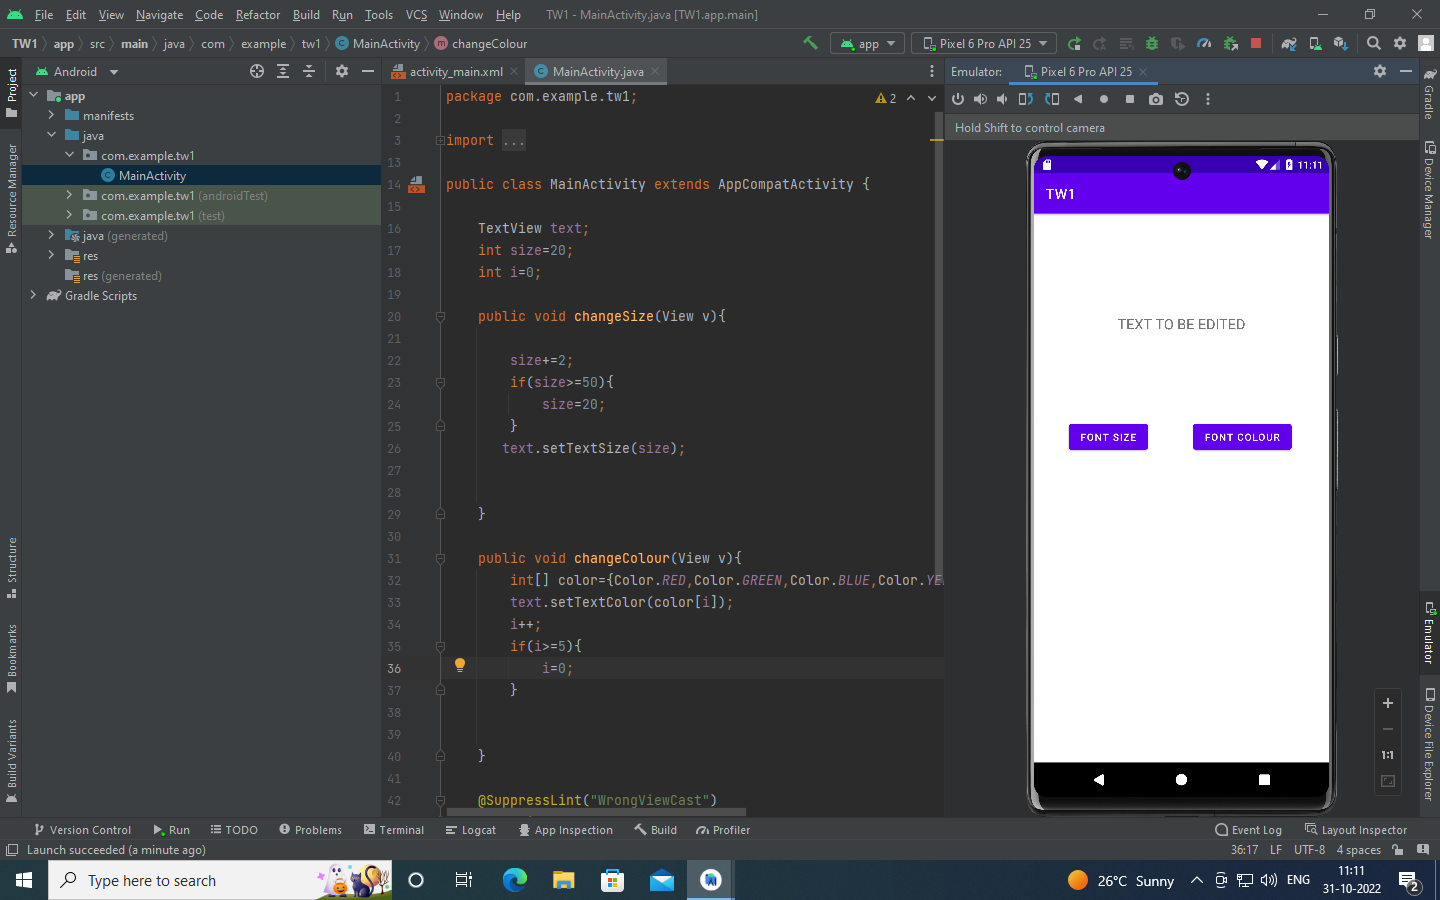 File Edit View Navigate Code Refactor Build Run Tools VCS Window Help TW1 - MainActivity.java [TW1.app.main]
TW1 app src main java com example tw1 MainActivity changeColour app Pixel 6 Pro API 25
Project
Resource Manager
Structure
Bookmarks
Build Variants
Android
app
manifests
java
com.example.tw1
MainActivity
com.example.tw1 (androidTest)
com.example.tw1 (test)
java (generated)
res
res (generated)
Gradle Scripts
activity_main.xml MainActivity.java
2
1 package com.example.tw1;
2
3 import ...
13
14 public class MainActivity extends AppCompatActivity {
15
16 TextView text;
17 int size=20;
18 int i=0;
19
20 public void changeSize(View v){
21
22 size+=2;
23 if(size>=50){
24 size=20;
25 }
26 text.setTextSize(size);
27
28
29 }
30
31 public void changeColour(View v){
32 int[] color={Color.RED,Color.GREEN,Color.BLUE,Color.YE
33 text.setTextColor(color[i]);
34 i++;
35 if(i>=5){
36 i=0;
37 }
38
39
40 }
41
42 @SuppressLint("WrongViewCast")
Emulator: Pixel 6 Pro API 25
Hold Shift to control camera
11:11
TW1
TEXT TO BE EDITED
FONT SIZE FONT COLOUR
1:1
Gradle
Device Manager
Emulator
Device File Explorer
Version Control Run TODO Problems Terminal Logcat App Inspection Build Profiler Event Log Layout Inspector
Launch succeeded (a minute ago) 36:17 LF UTF-8 4 spaces
Type here to search
26°C Sunny ENG
11:11
31-10-2022
2